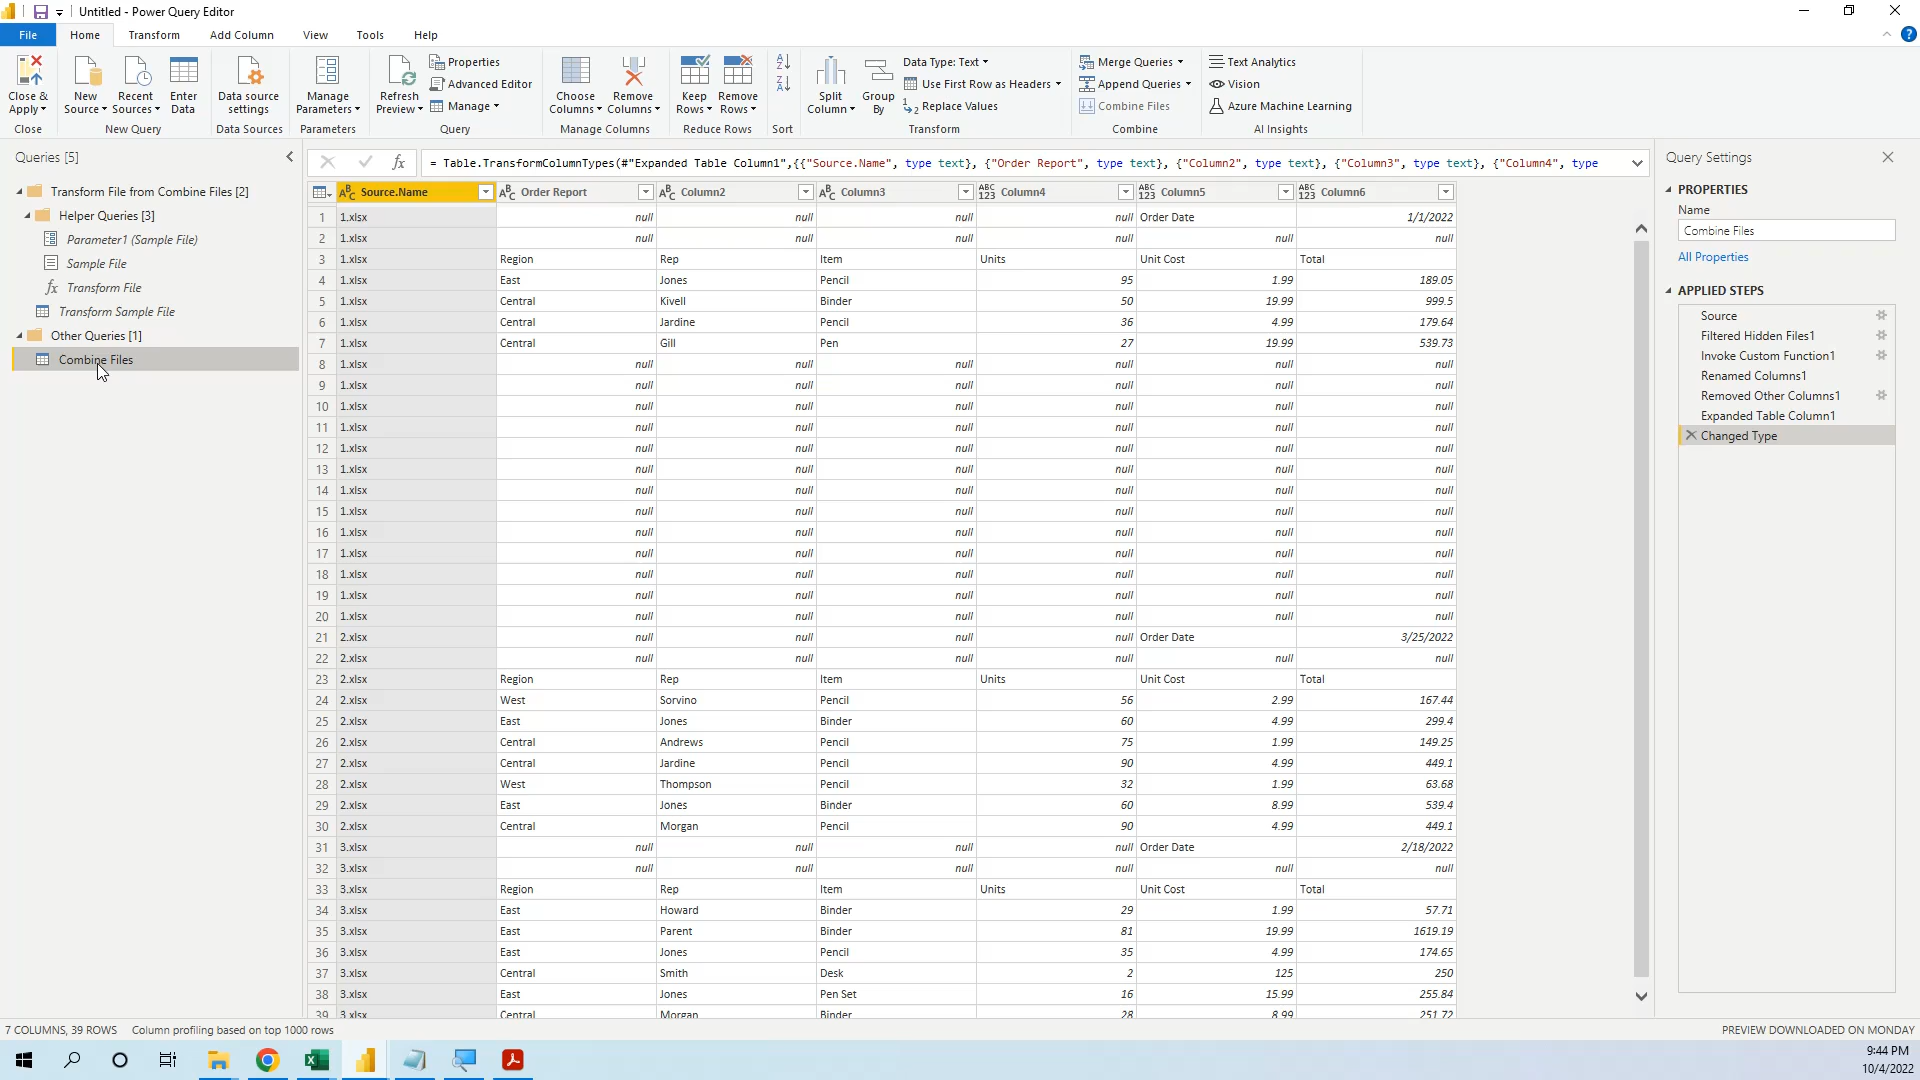 Untitled - Power Query Editor
File Home Transform Add Column View Tools Help
Close & Apply
New Source
Recent Sources
Enter Data
Data source settings
Manage Parameters
Refresh Preview
Properties
Advanced Editor
Manage
Choose Columns
Remove Columns
Keep Rows
Remove Rows
Split Column
Group By
Data Type: Text
Use First Row as Headers
Replace Values
Merge Queries
Append Queries
Combine Files
Text Analytics
Vision
Azure Machine Learning
Close New Query Data Sources Parameters Query Manage Columns Reduce Rows Sort Transform Combine AI Insights
Queries [5]
Transform File from Combine Files [2]
Helper Queries [3]
Parameter1 (Sample File)
Sample File
Transform File
Transform Sample File
Other Queries [1]
Combine Files
= Table.TransformColumnTypes(#"Expanded Table Column1",{{"Source.Name", type text}, {"Order Report", type text}, {"Column2", type text}, {"Column3", type text}, {"Column4", type
Source.Name Order Report Column2 Column3 Column4 Column5 Column6
1 1.xlsx null null null null Order Date 1/1/2022
2 1.xlsx null null null null null null
3 1.xlsx Region Rep Item Units Unit Cost Total
4 1.xlsx East Jones Pencil 95 1.99 189.05
5 1.xlsx Central Kivell Binder 50 19.99 999.5
6 1.xlsx Central Jardine Pencil 36 4.99 179.64
7 1.xlsx Central Gill Pen 27 19.99 539.73
8 1.xlsx null null null null null null
9 1.xlsx null null null null null null
10 1.xlsx null null null null null null
11 1.xlsx null null null null null null
12 1.xlsx null null null null null null
13 1.xlsx null null null null null null
14 1.xlsx null null null null null null
15 1.xlsx null null null null null null
16 1.xlsx null null null null null null
17 1.xlsx null null null null null null
18 1.xlsx null null null null null null
19 1.xlsx null null null null null null
20 1.xlsx null null null null null null
21 2.xlsx null null null null Order Date 3/25/2022
22 2.xlsx null null null null null null
23 2.xlsx Region Rep Item Units Unit Cost Total
24 2.xlsx West Sorvino Pencil 56 2.99 167.44
25 2.xlsx East Jones Binder 60 4.99 299.4
26 2.xlsx Central Andrews Pencil 75 1.99 149.25
27 2.xlsx Central Jardine Pencil 90 4.99 449.1
28 2.xlsx West Thompson Pencil 32 1.99 63.68
29 2.xlsx East Jones Binder 60 8.99 539.4
30 2.xlsx Central Morgan Pencil 90 4.99 449.1
31 3.xlsx null null null null Order Date 2/18/2022
32 3.xlsx null null null null null null
33 3.xlsx Region Rep Item Units Unit Cost Total
34 3.xlsx East Howard Binder 29 1.99 57.71
35 3.xlsx East Parent Binder 81 19.99 1619.19
36 3.xlsx East Jones Pencil 35 4.99 174.65
37 3.xlsx Central Smith Desk 2 125 250
38 3.xlsx East Jones Pen Set 16 15.99 255.84
39 3.xlsx Central Morgan Binder 28 8.99 251.72
Query Settings
PROPERTIES
Name
Combine Files
All Properties
APPLIED STEPS
Source
Filtered Hidden Files1
Invoke Custom Function1
Renamed Columns1
Removed Other Columns1
Expanded Table Column1
Changed Type
7 COLUMNS, 39 ROWS Column profiling based on top 1000 rows
PREVIEW DOWNLOADED ON MONDAY
9:44 PM
10/4/2022